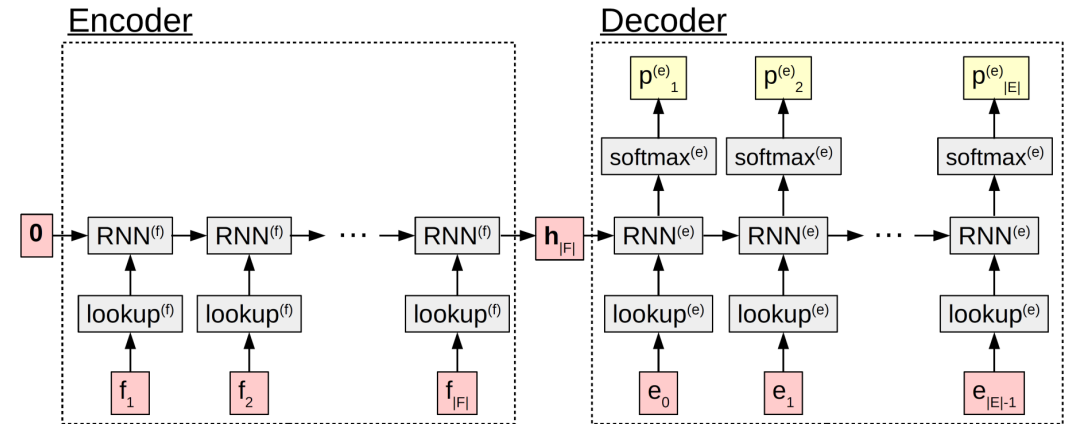 Encoder Decoder
p(e)1 p(e)2 p(e)|E|
softmax(e) softmax(e) softmax(e)
0 RNN(f) RNN(f) ... RNN(f) h|F| RNN(e) RNN(e) ... RNN(e)
lookup(f) lookup(f) lookup(f) lookup(e) lookup(e) lookup(e)
f1 f2 f|F| e0 e1 e|E|-1